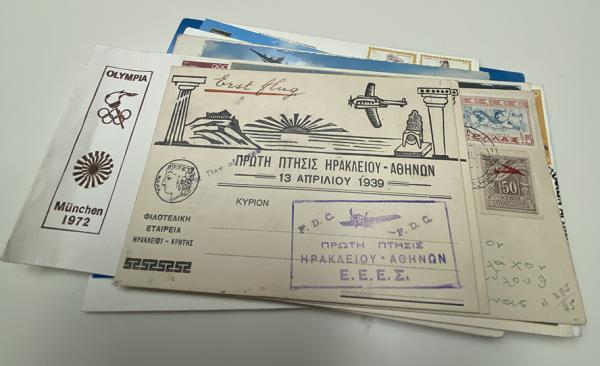 OLYMPIA
München
1972
Erst flug
ΠΡΩΤΗ ΠΤΗΣΙΣ ΗΡΑΚΛΕΙΟΥ - ΑΘΗΝΩΝ
13 ΑΠΡΙΛΙΟΥ 1939
ΚΥΡΙΟΝ
ΦΙΛΟΤΕΛΙΚΗ
ΕΤΑΙΡΕΙΑ
ΗΡΑΚΛΕΙΟΥ - ΚΡΗΤΗΣ
F. D. C. F. D. C.
ΠΡΩΤΗ ΠΤΗΣΙΣ
ΗΡΑΚΛΕΙΟΥ - ΑΘΗΝΩΝ
Ε.Ε.Ε.Σ.
ΕΛΛΑΣ
50